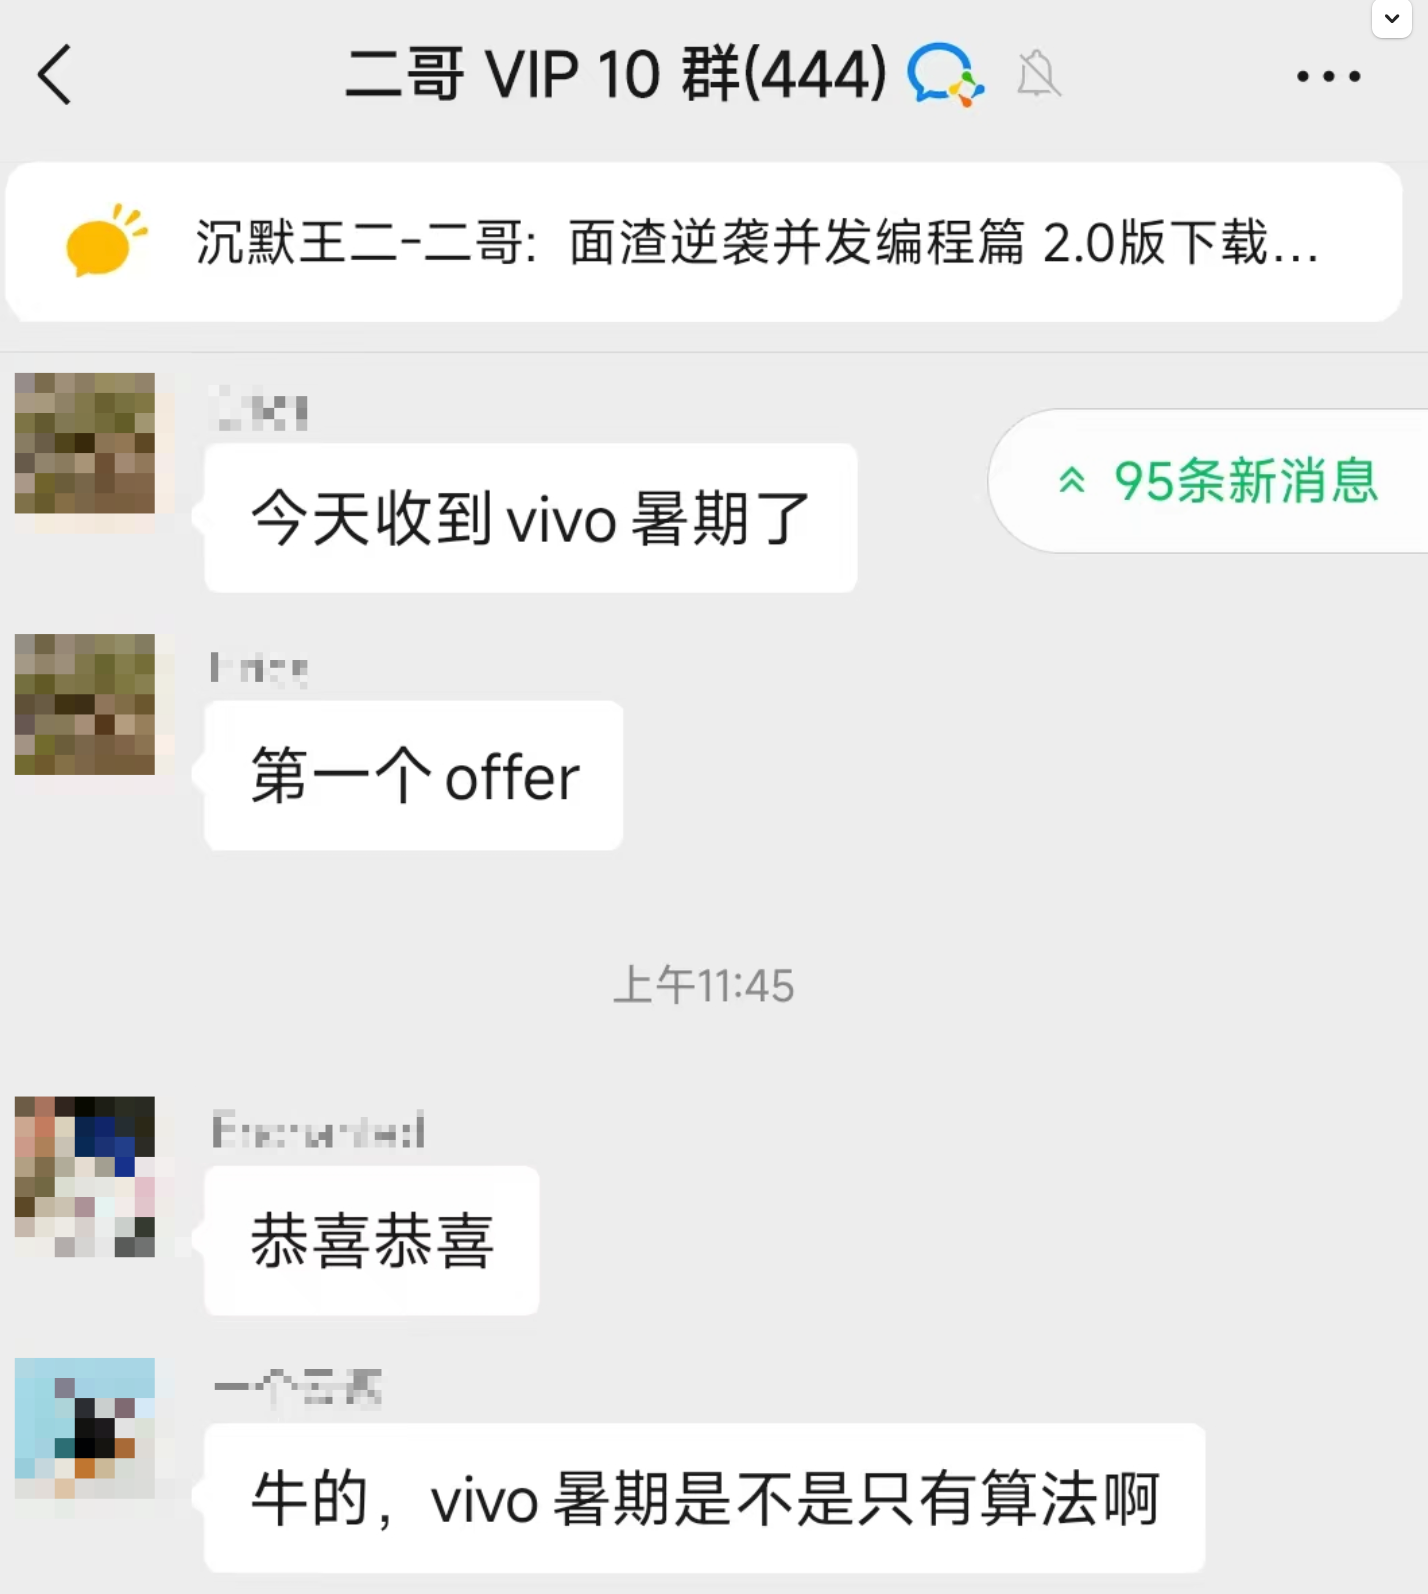 二哥 VIP 10 群(444)
沉默王二-二�: 面渣逆袭并发编程篇 2.0版下载...
95条新消息
今天收到 vivo 暑期了
第一个 offer
上午11:45
恭喜恭喜
牛的，vivo 暑期是不是只有算法啊